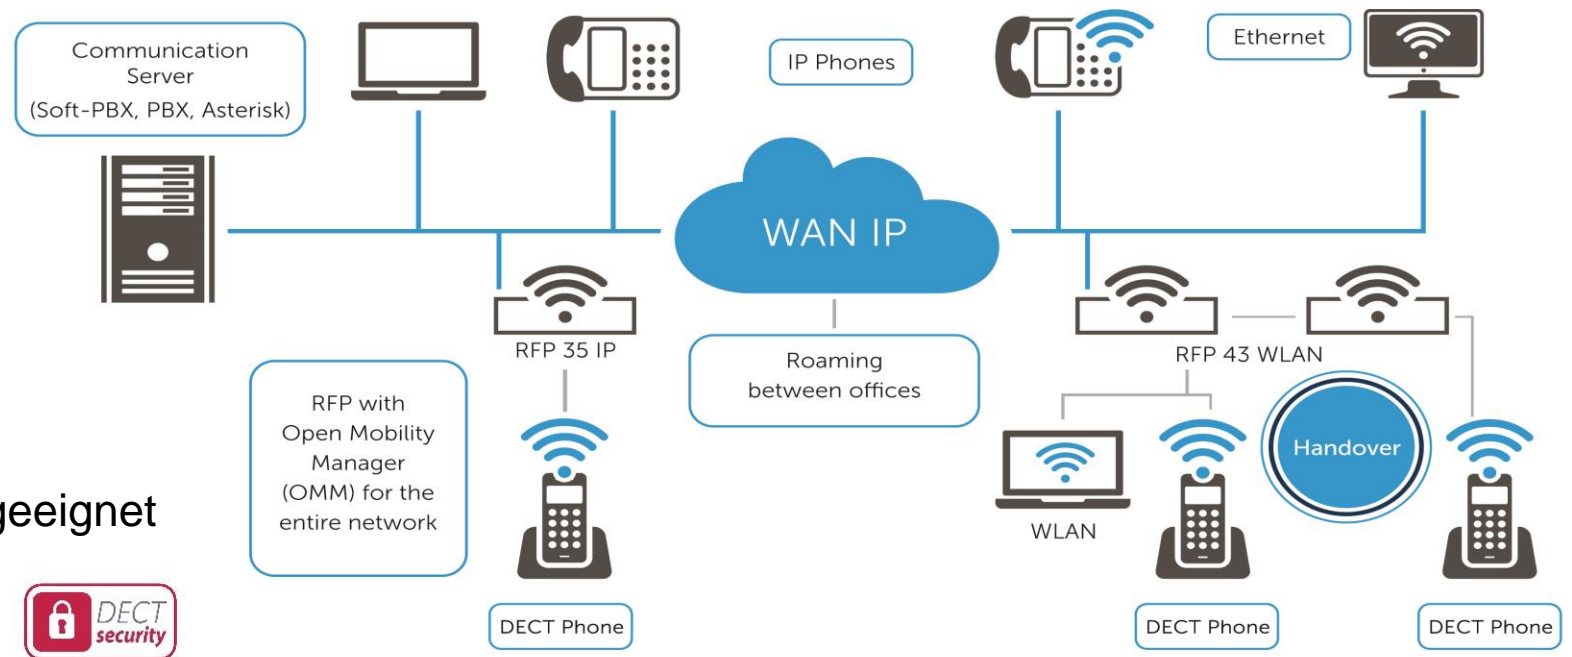 Communication
Server
(Soft-PBX, PBX, Asterisk)
IP Phones
Ethernet
WAN IP
RFP 35 IP
RFP 43 WLAN
Roaming
between offices
RFP with
Open Mobility
Manager
(OMM) for the
entire network
Handover
WLAN
geeignet
DECT
security
DECT Phone
DECT Phone
DECT Phone